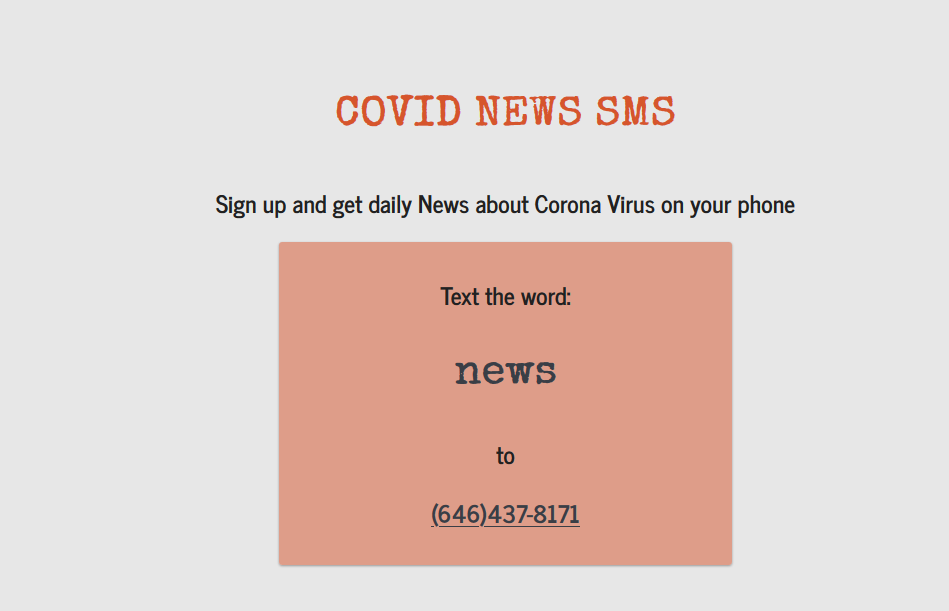 COVID NEWS SMS
Sign up and get daily News about Corona Virus on your phone
Text the word:
news
to
(646)437-8171